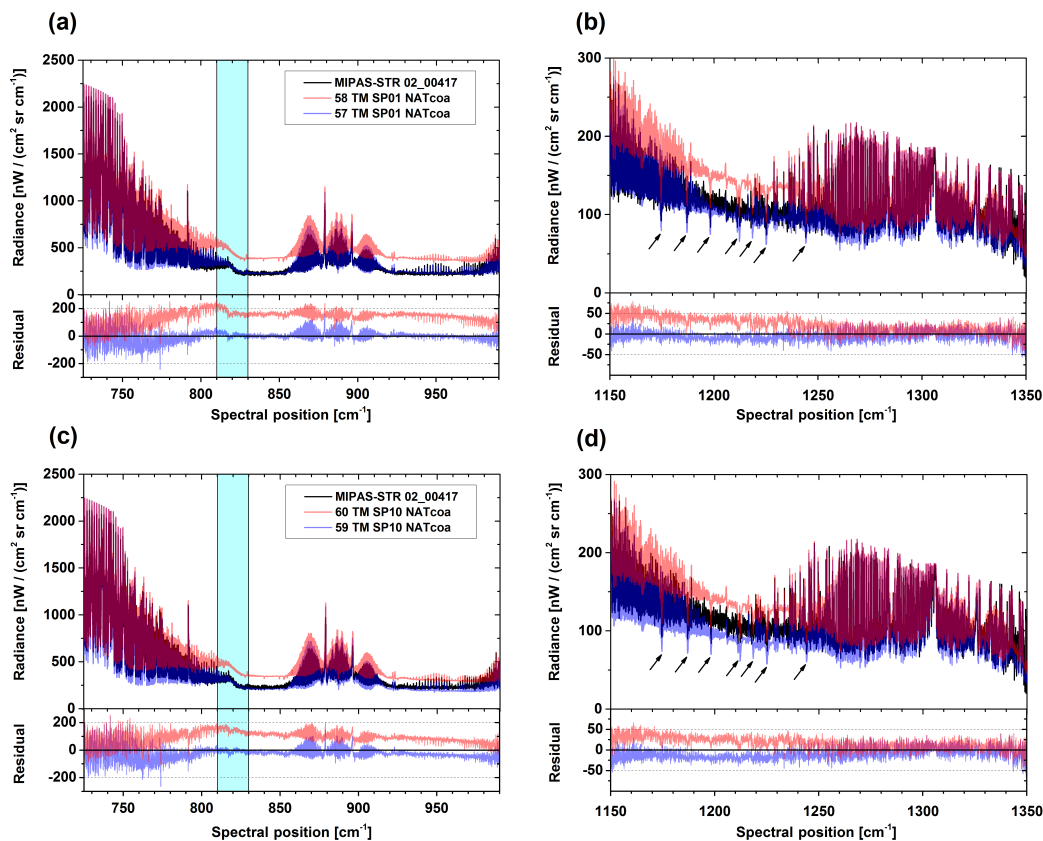 (a)
Radiance [nW / (cm² sr cm⁻¹)]
2500
2000
1500
1000
500
0
MIPAS-STR 02_00417
58 TM SP01 NATcoa
57 TM SP01 NATcoa
Residual
200
0
-200
750 800 850 900 950
Spectral position [cm⁻¹]
(b)
Radiance [nW / (cm² sr cm⁻¹)]
300
200
100
0
Residual
50
0
-50
1150 1200 1250 1300 1350
Spectral position [cm⁻¹]
(c)
Radiance [nW / (cm² sr cm⁻¹)]
2500
2000
1500
1000
500
0
MIPAS-STR 02_00417
60 TM SP10 NATcoa
59 TM SP10 NATcoa
Residual
200
0
-200
750 800 850 900 950
Spectral position [cm⁻¹]
(d)
Radiance [nW / (cm² sr cm⁻¹)]
300
200
100
0
Residual
50
0
-50
1150 1200 1250 1300 1350
Spectral position [cm⁻¹]